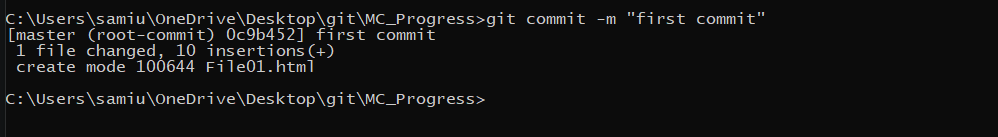 C:\Users\samiu\OneDrive\Desktop\git\MC_Progress>git commit -m "first commit"
[master (root-commit) 0c9b452] first commit
 1 file changed, 10 insertions(+)
 create mode 100644 File01.html
C:\Users\samiu\OneDrive\Desktop\git\MC_Progress>